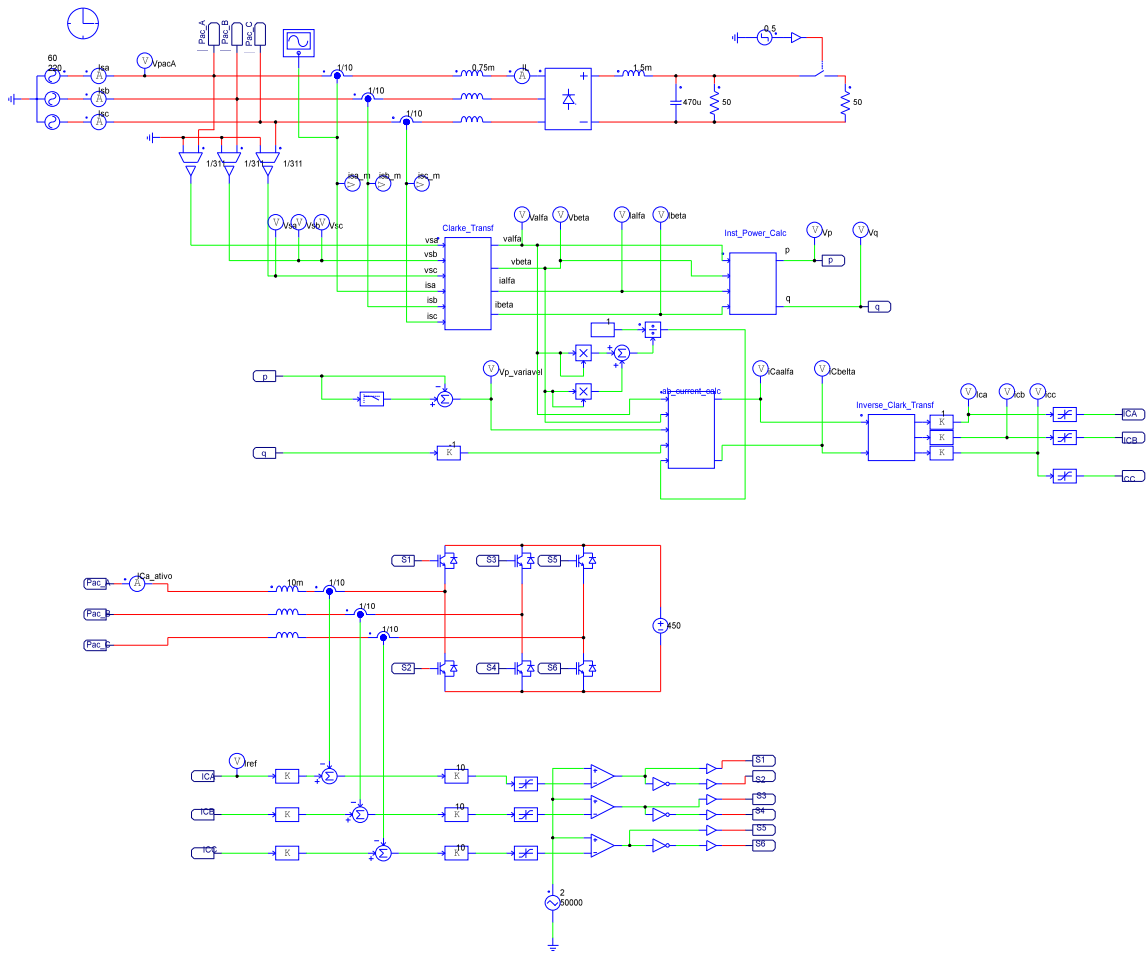 Pac_A
Pac_B
Pac_C
60
220
Isa
Isb
Isc
VpacA
1/10
1/10
1/10
0.75m
IL
1.5m
470u
50
0.5
50
1/311
1/311
1/311
isa_m
isb_m
isc_m
Vsa
Vsb
Vsc
Clarke_Transf
vsa
vsb
vsc
isa
isb
isc
valfa
vbeta
ialfa
ibeta
Valfa
Vbeta
Ialfa
Ibeta
Inst_Power_Calc
p
q
Vp
Vq
p
q
1
p
Vp_variavel
q
-1
K
ab_current_calc
iCaalfa
iCbelta
Inverse_Clark_Transf
1
K
K
K
Ica
Icb
Icc
ICA
ICB
CC
Pac_A
Pac_B
Pac_C
ICa_ativo
10m
1/10
1/10
1/10
S1
S3
S5
S2
S4
S6
450
ICA
ICB
ICC
Iref
K
K
K
10
K
10
K
10
K
S1
S2
S3
S4
S5
S6
2
50000